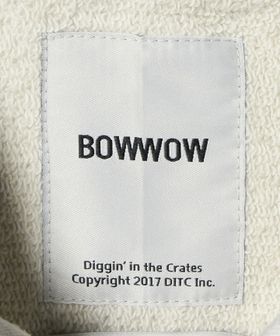 BOWWOW
Diggin' in the Crates
Copyright 2017 DITC Inc.